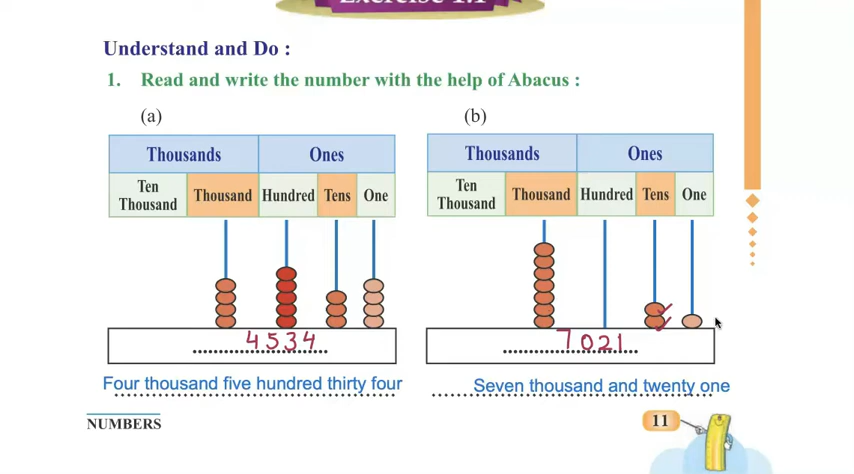 Exercise 1.1
Understand and Do :
1. Read and write the number with the help of Abacus :
(a)
(b)
Thousands Ones
Ten Thousand Thousand Hundred Tens One
4534
Four thousand five hundred thirty four
Thousands Ones
Ten Thousand Thousand Hundred Tens One
7021
Seven thousand and twenty one
NUMBERS
11